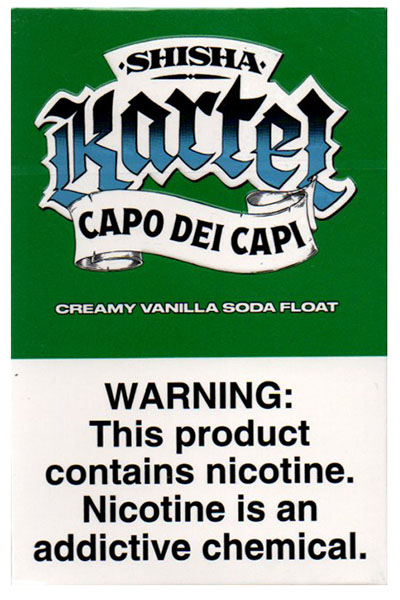 ·SHISHA·
Kartel
CAPO DEI CAPI
CREAMY VANILLA SODA FLOAT
WARNING:
This product
contains nicotine.
Nicotine is an
addictive chemical.